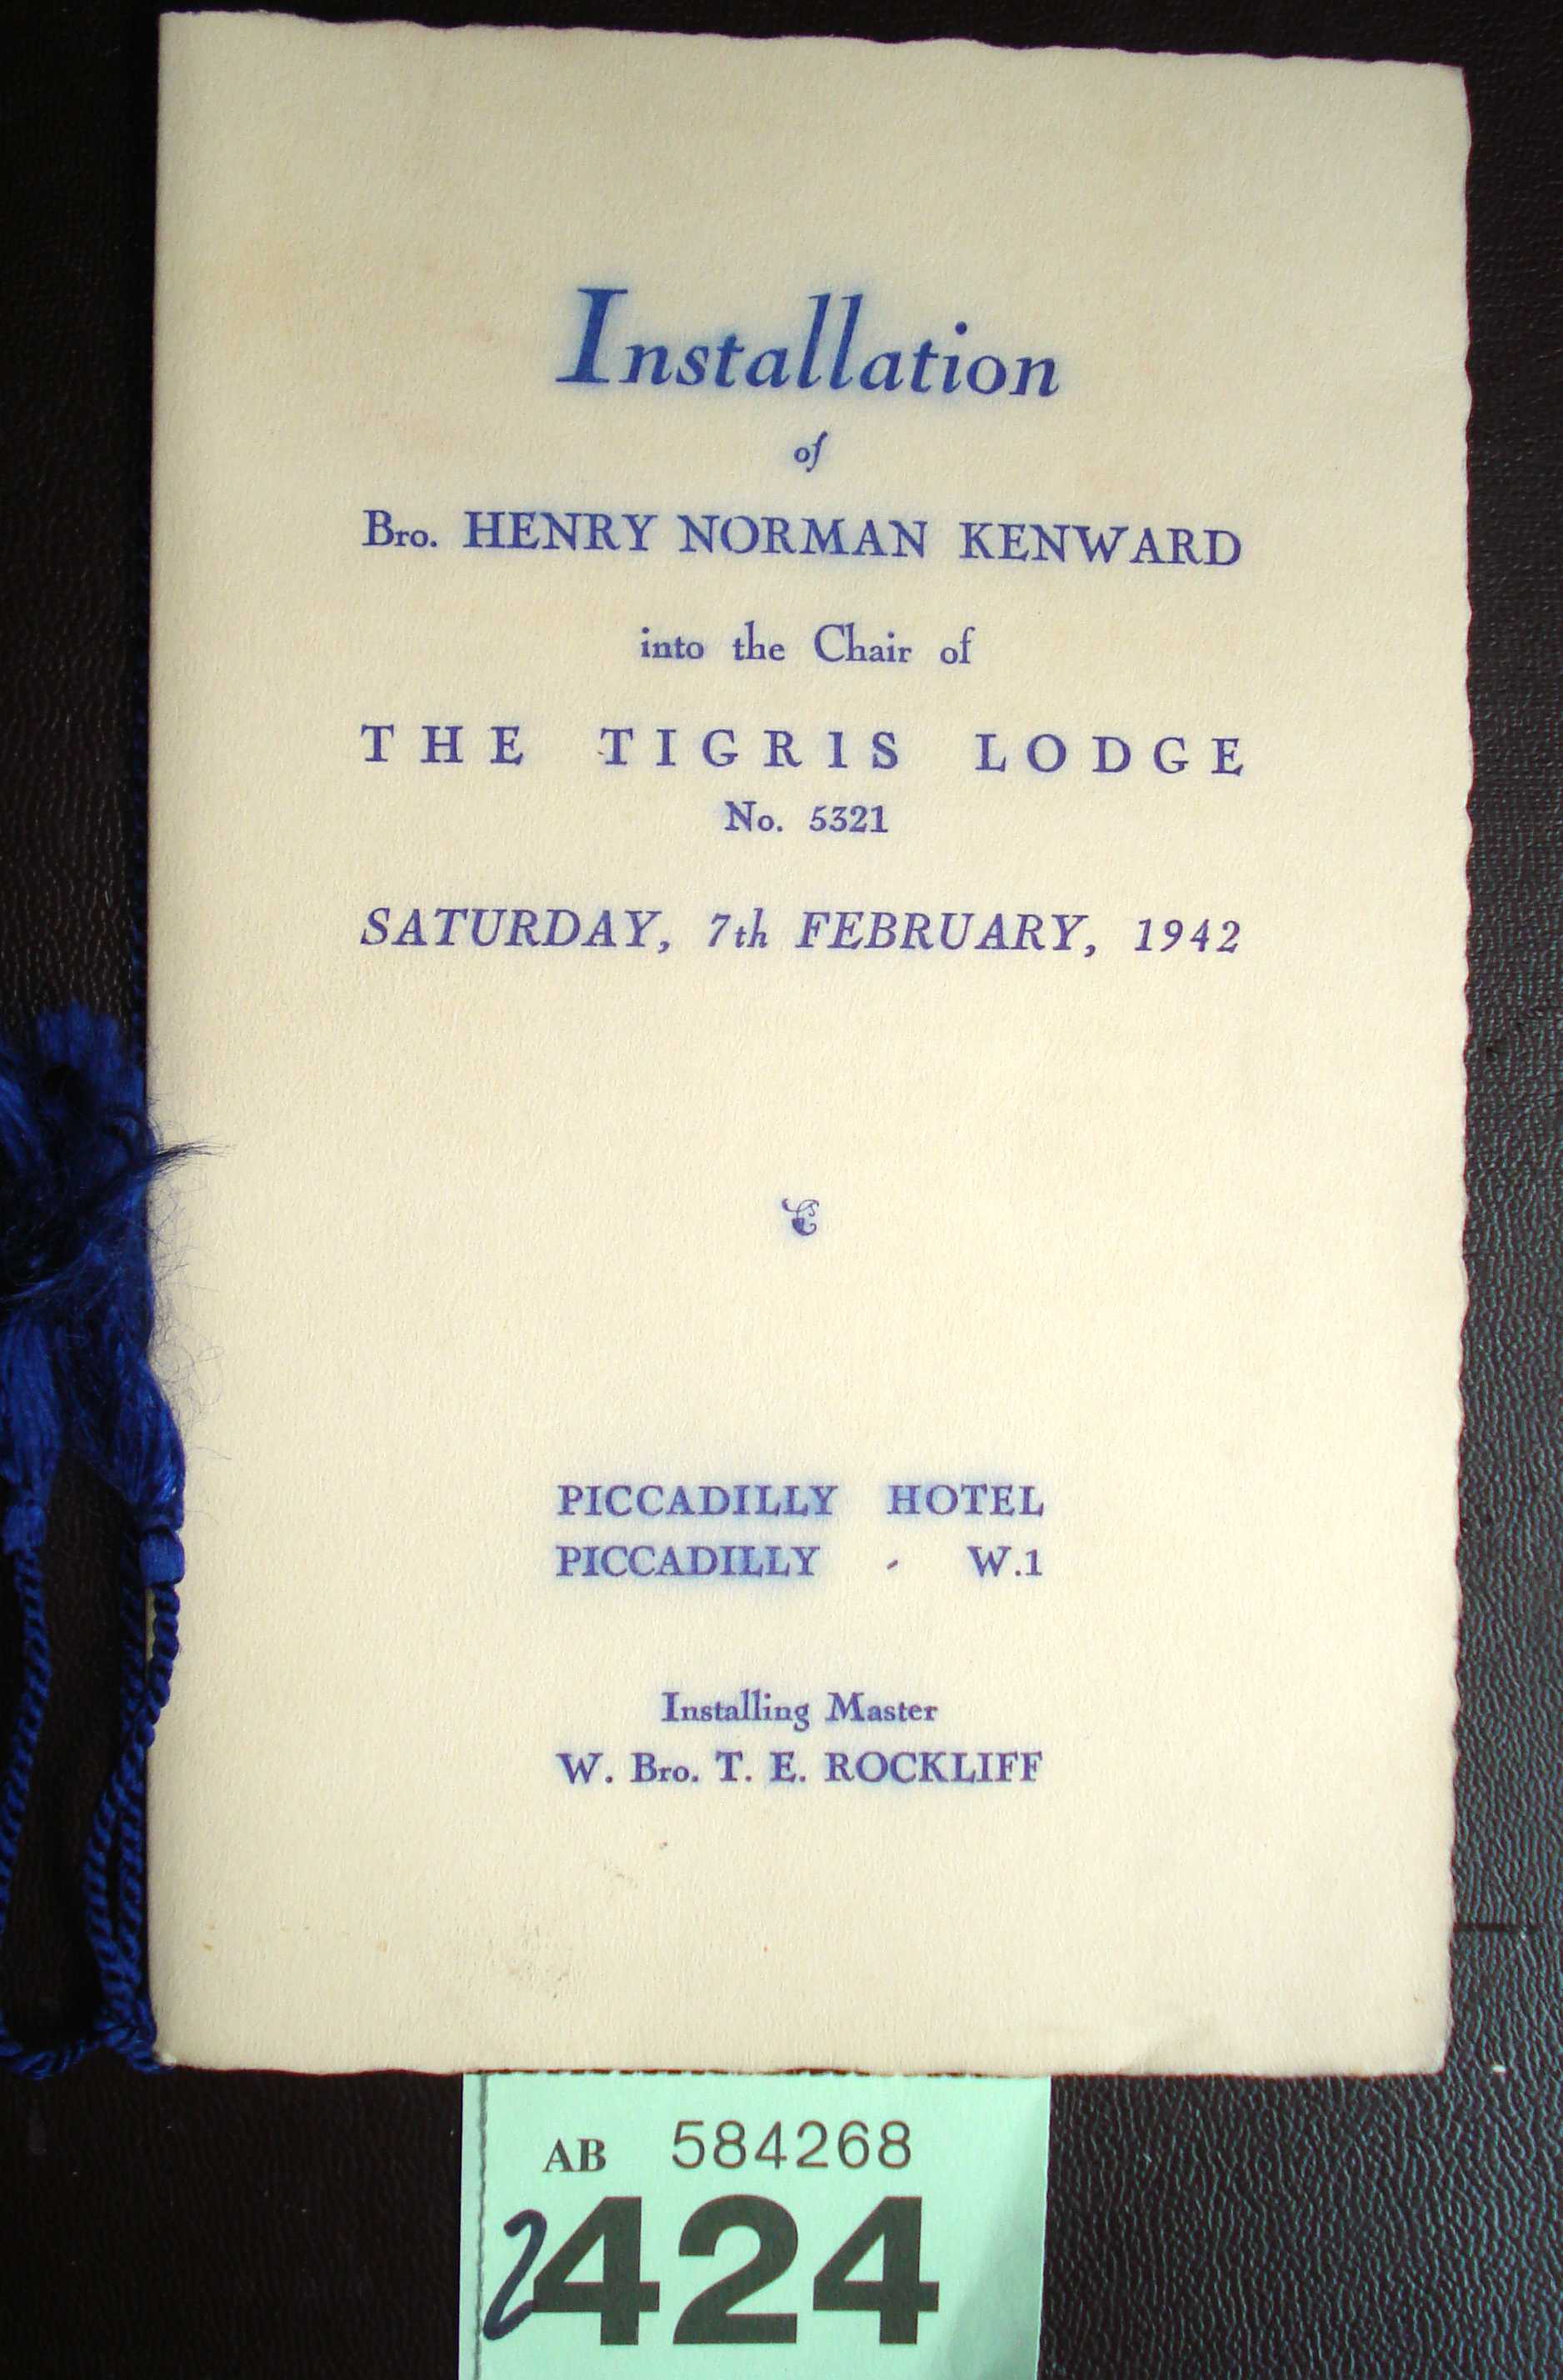 Installation
of
Bro. HENRY NORMAN KENWARD
into the Chair of
THE TIGRIS LODGE
No. 5321
SATURDAY, 7th FEBRUARY, 1942
PICCADILLY HOTEL
PICCADILLY - W.1
Installing Master
W. Bro. T. E. ROCKLIFF
AB 584268
2424